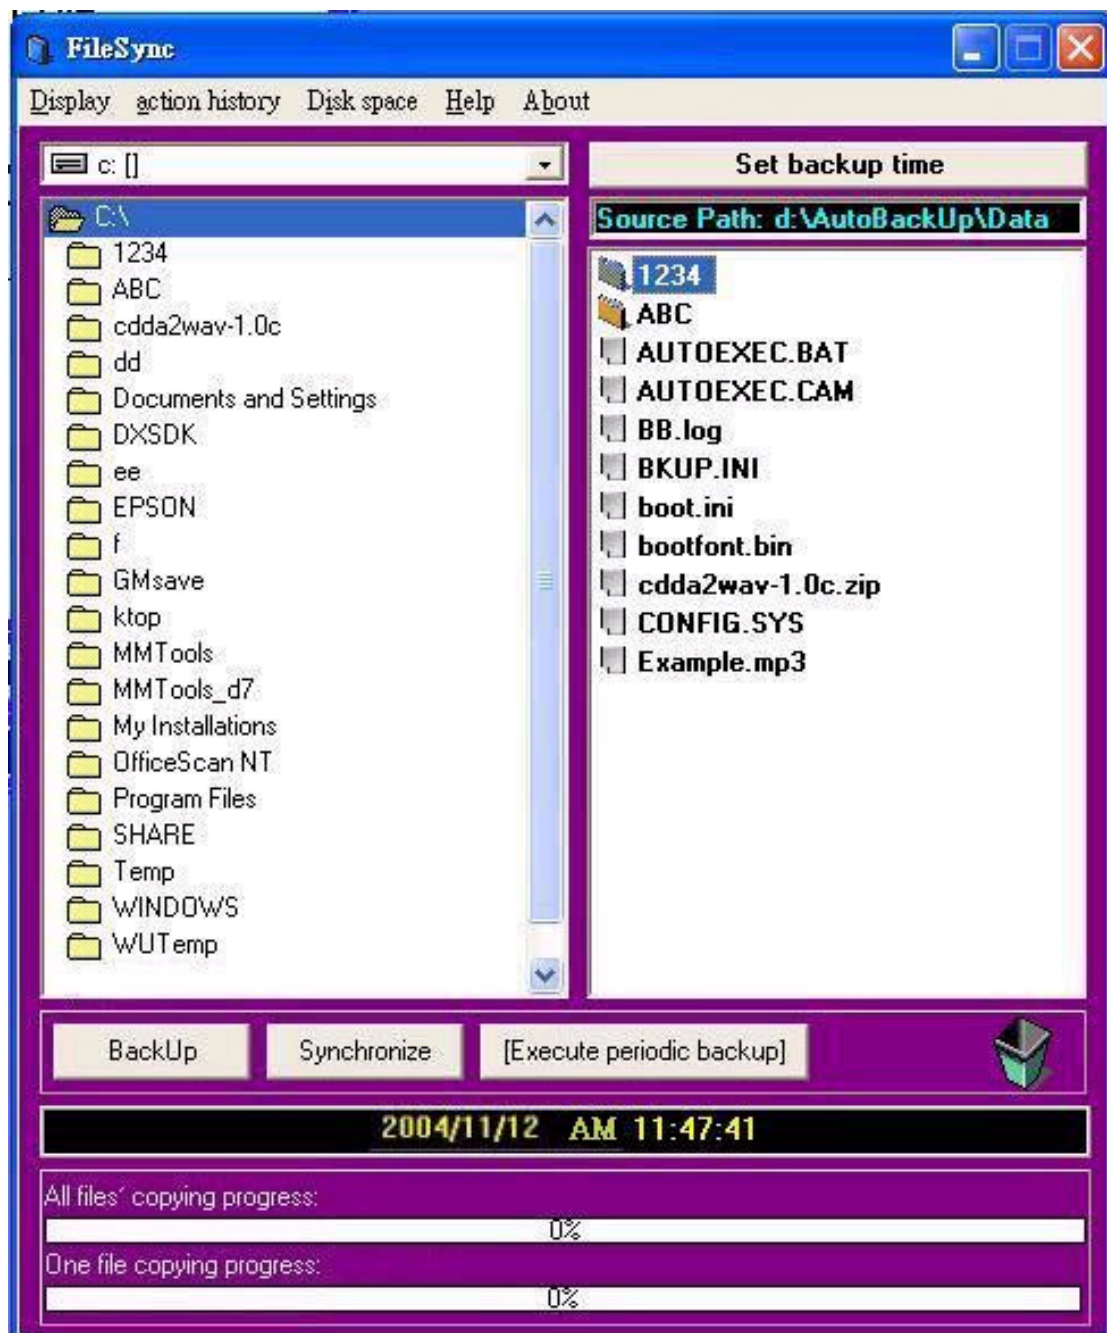 FileSync
Display action history Disk space Help About
c: []
Set backup time
C:\
1234
ABC
cdda2wav-1.0c
dd
Documents and Settings
DXSDK
ee
EPSON
f
GMsave
ktop
MMTools
MMTools_d7
My Installations
OfficeScan NT
Program Files
SHARE
Temp
WINDOWS
WUTemp
Source Path: d:\AutoBackUp\Data
1234
ABC
AUTOEXEC.BAT
AUTOEXEC.CAM
BB.log
BKUP.INI
boot.ini
bootfont.bin
cdda2wav-1.0c.zip
CONFIG.SYS
Example.mp3
BackUp Synchronize [Execute periodic backup]
2004/11/12 AM 11:47:41
All files' copying progress:
0%
One file copying progress:
0%